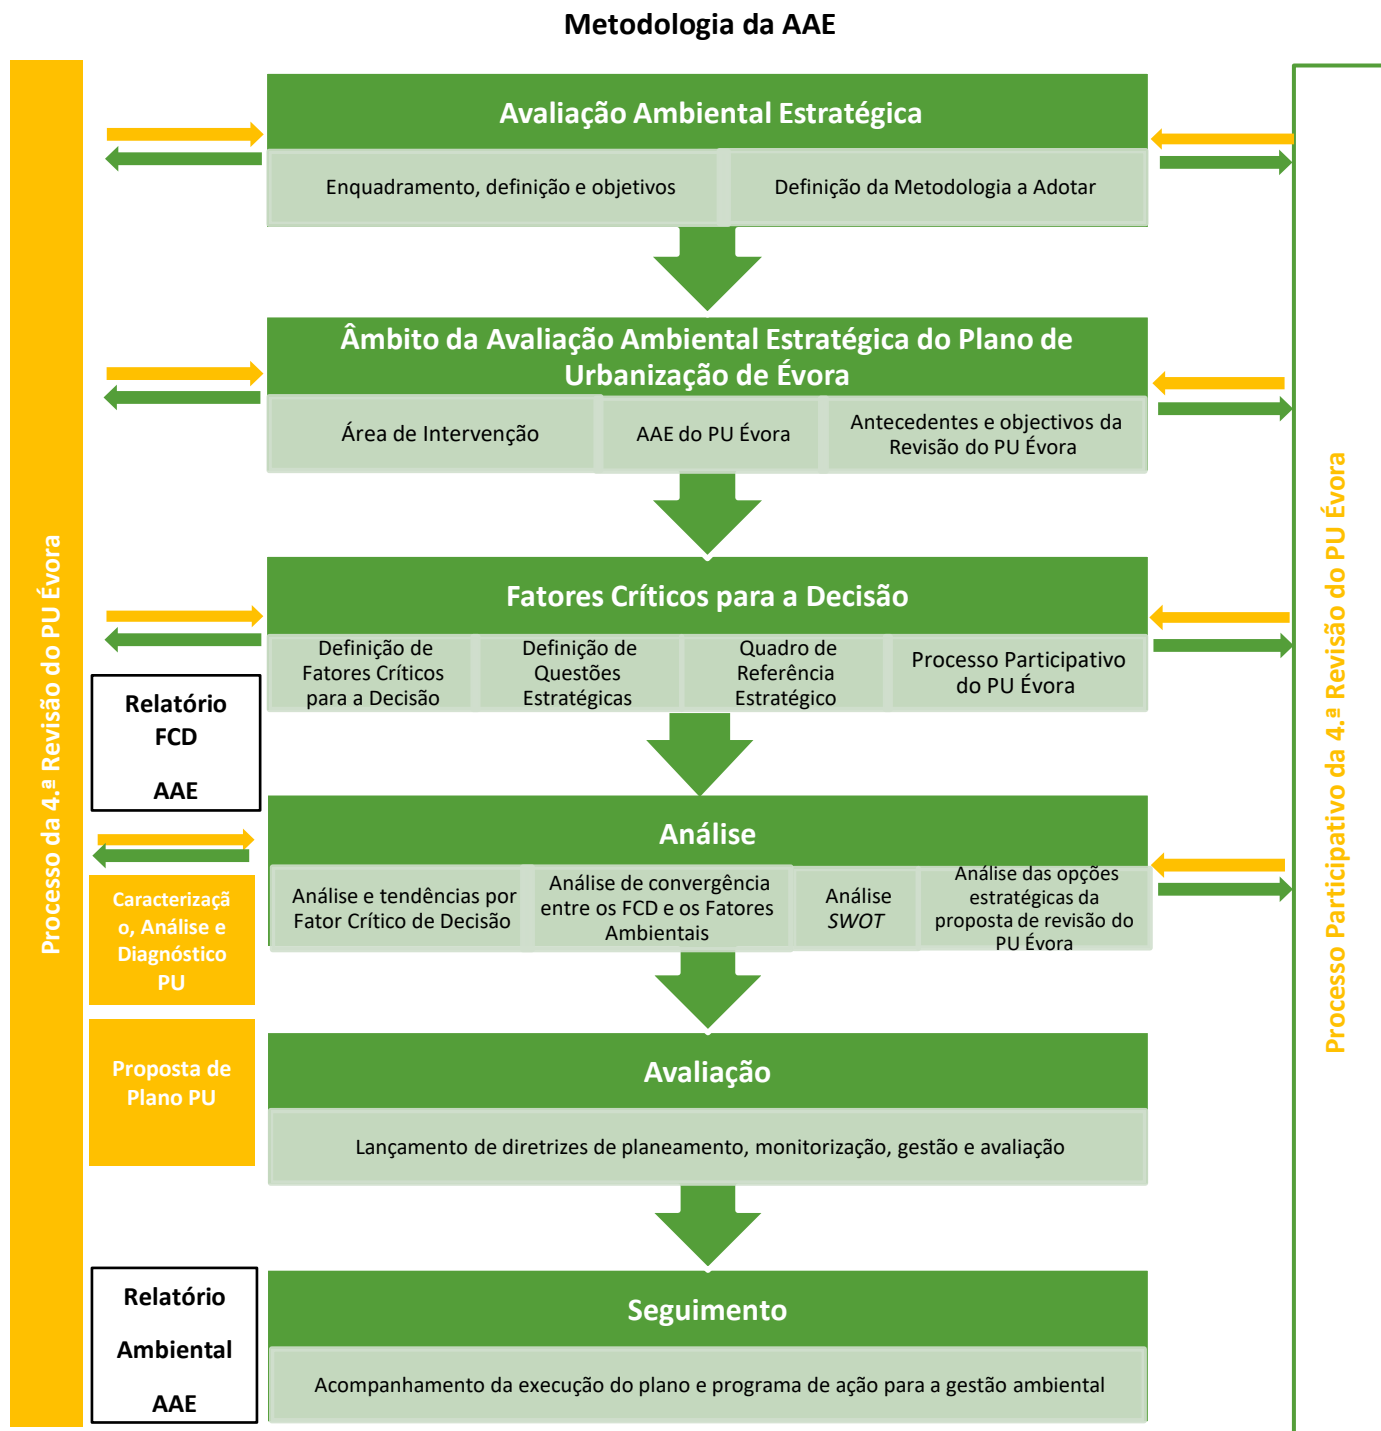 Metodologia da AAE
Processo da 4.ª Revisão do PU Évora
Avaliação Ambiental Estratégica
Enquadramento, definição e objetivos
Definição da Metodologia a Adotar
Âmbito da Avaliação Ambiental Estratégica do Plano de
Urbanização de Évora
Área de Intervenção
AAE do PU Évora
Antecedentes e objectivos da
Revisão do PU Évora
Fatores Críticos para a Decisão
Definição de
Fatores Críticos
para a Decisão
Definição de
Questões
Estratégicas
Quadro de
Referência
Estratégico
Processo Participativo
do PU Évora
Relatório
FCD
AAE
Análise
Análise e tendências por
Fator Crítico de Decisão
Análise de convergência
entre os FCD e os Fatores
Ambientais
Análise
SWOT
Análise das opções
estratégicas da
proposta de revisão do
PU Évora
Caracterizaçã
o, Análise e
Diagnóstico
PU
Proposta de
Plano PU
Avaliação
Lançamento de diretrizes de planeamento, monitorização, gestão e avaliação
Relatório
Ambiental
AAE
Seguimento
Acompanhamento da execução do plano e programa de ação para a gestão ambiental
Processo Participativo da 4.ª Revisão do PU Évora